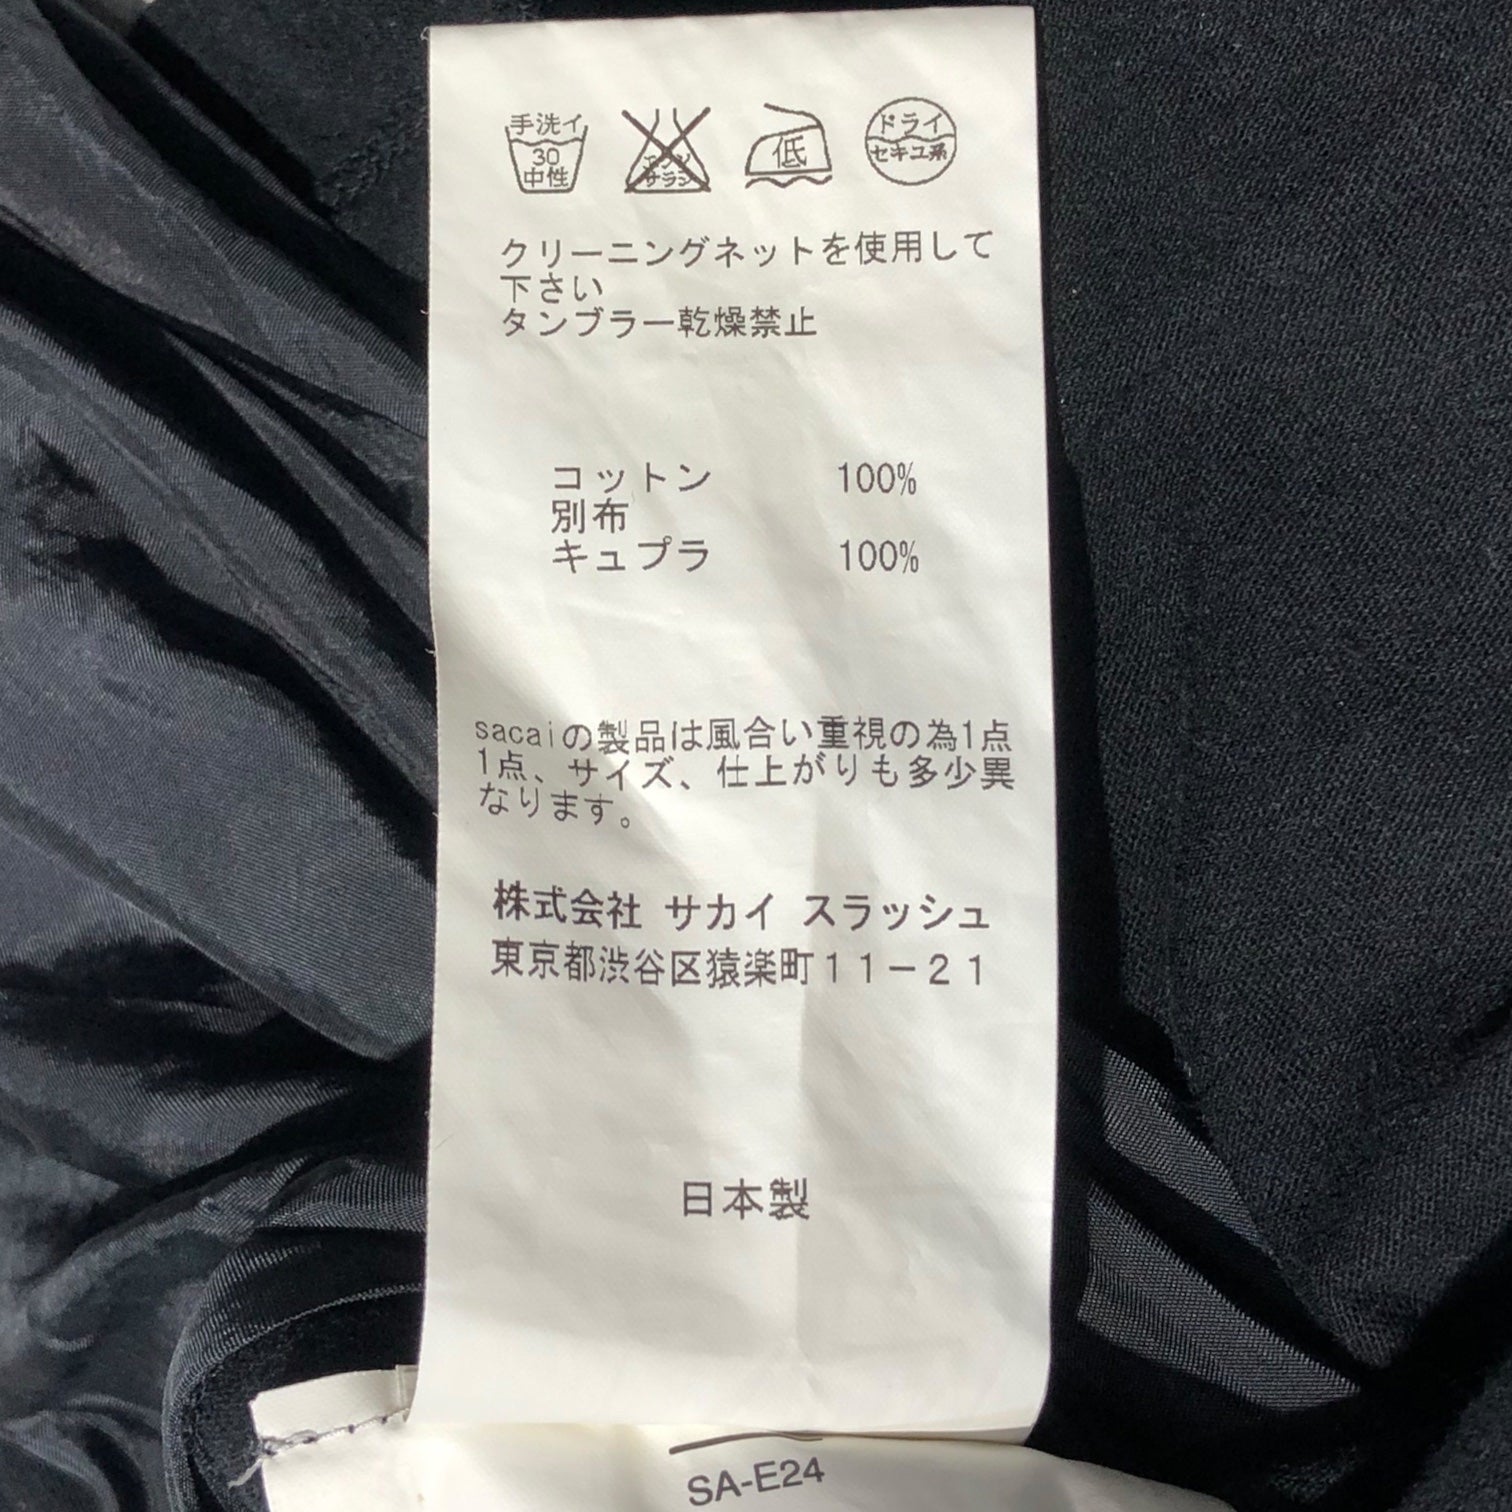 手洗イ
30
中性
エンソ
サラシ
低
ドライ
セキユ系
クリーニングネットを使用して
下さい
タンブラー乾燥禁止
コットン 100%
別布
キュプラ 100%
sacaiの製品は風合い重視の為1点
1点、サイズ、仕上がりも多少異
なります。
株式会社 サカイ スラッシュ
東京都渋谷区猿楽町11-21
日本製
SA-E24